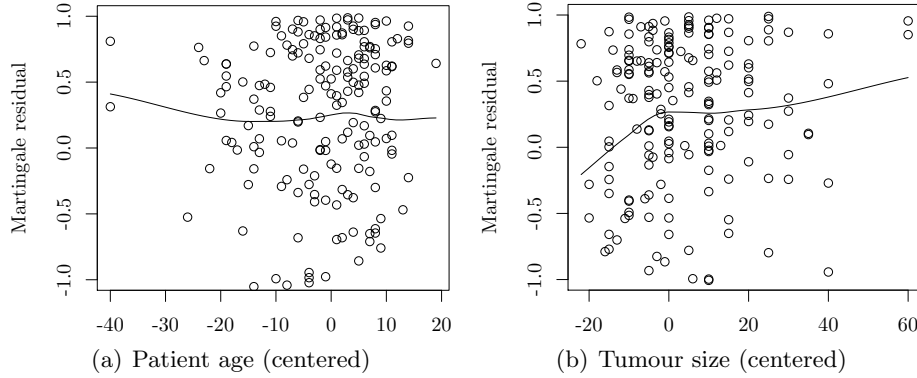 Martingale residual
1.0
0.5
0.0
-0.5
-1.0
-40 -30 -20 -10 0 10 20
(a) Patient age (centered)
Martingale residual
1.0
0.5
0.0
-0.5
-1.0
-20 0 20 40 60
(b) Tumour size (centered)